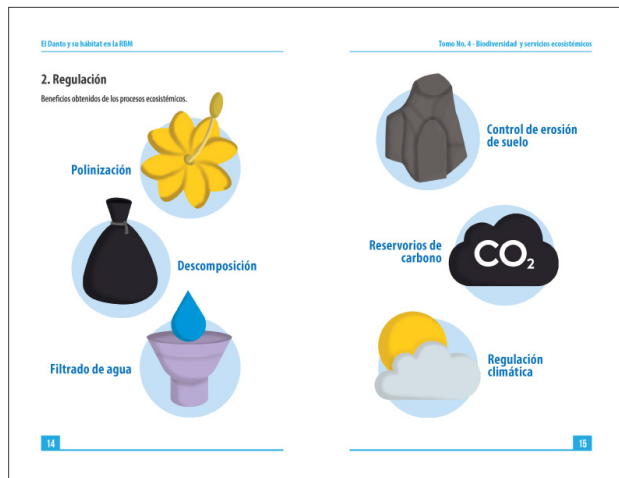 El Danto y su hábitat en la RBM
2. Regulación
Beneficios obtenidos de los procesos ecosistémicos.
Polinización
Descomposición
Filtrado de agua
14
Tomo No. 4 - Biodiversidad y servicios ecosistémicos
Control de erosión
de suelo
Reservorios de
carbono
CO2
Regulación
climática
15